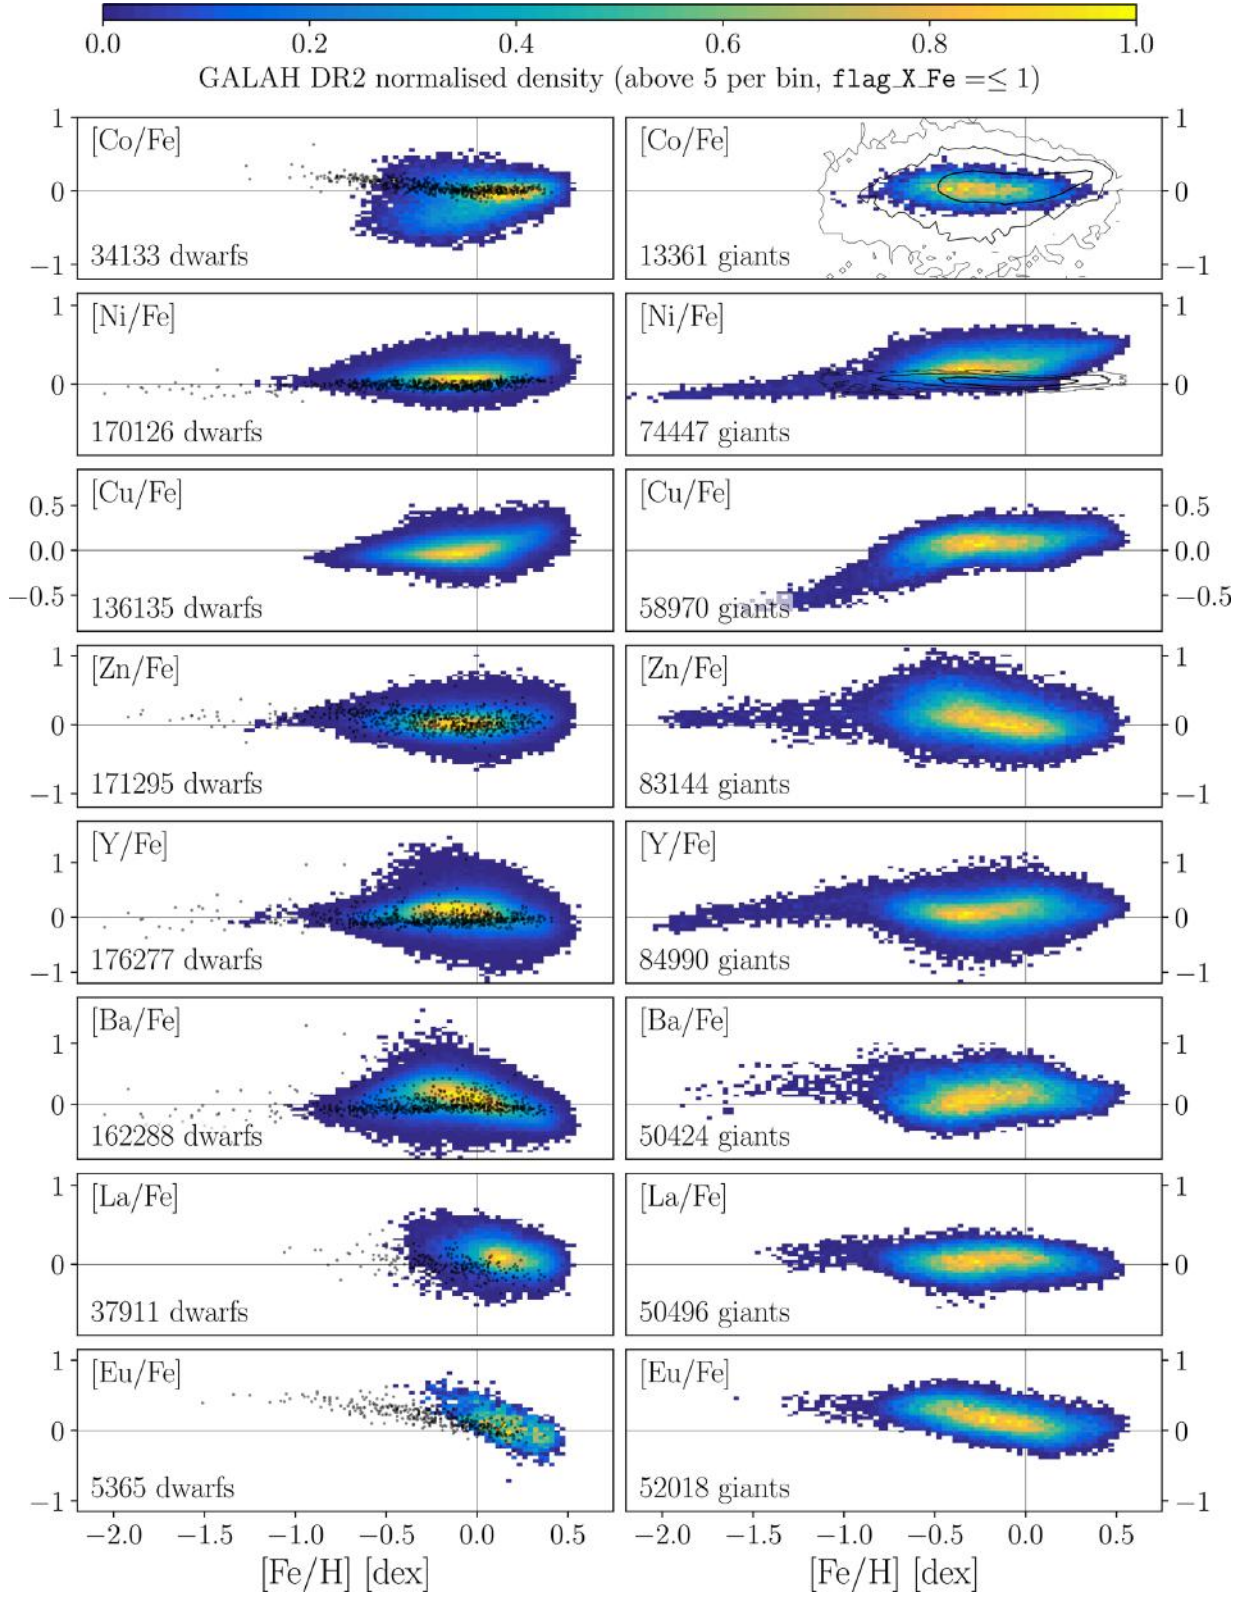 0.0 0.2 0.4 0.6 0.8 1.0
GALAH DR2 normalised density (above 5 per bin, flag_X_Fe =≤ 1)
[Co/Fe] [Co/Fe]
1 1
0 0
−1 −1
34133 dwarfs 13361 giants
[Ni/Fe] [Ni/Fe]
1 1
0 0
170126 dwarfs 74447 giants
[Cu/Fe] [Cu/Fe]
0.5 0.5
0.0 0.0
−0.5 −0.5
136135 dwarfs 58970 giants
[Zn/Fe] [Zn/Fe]
1 1
0 0
−1 −1
171295 dwarfs 83144 giants
[Y/Fe] [Y/Fe]
1 1
0 0
−1 −1
176277 dwarfs 84990 giants
[Ba/Fe] [Ba/Fe]
1 1
0 0
162288 dwarfs 50424 giants
[La/Fe] [La/Fe]
1 1
0 0
37911 dwarfs 50496 giants
[Eu/Fe] [Eu/Fe]
1 1
0 0
−1 −1
5365 dwarfs 52018 giants
−2.0 −1.5 −1.0 −0.5 0.0 0.5 −2.0 −1.5 −1.0 −0.5 0.0 0.5
[Fe/H] [dex] [Fe/H] [dex]